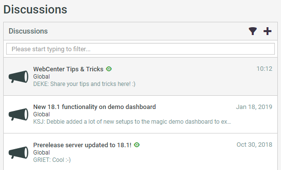 Discussions
Discussions
Please start typing to filter...
WebCenter Tips & Tricks 10:12
Global
DEKE: Share your tips and tricks here! :)
New 18.1 functionality on demo dashboard Jan 18, 2019
Global
KSJ: Debbie added a lot of new setups to the magic demo dashboard to ex...
Prerelease server updated to 18.1! Oct 30, 2018
Global
GRIET: Cool :-)